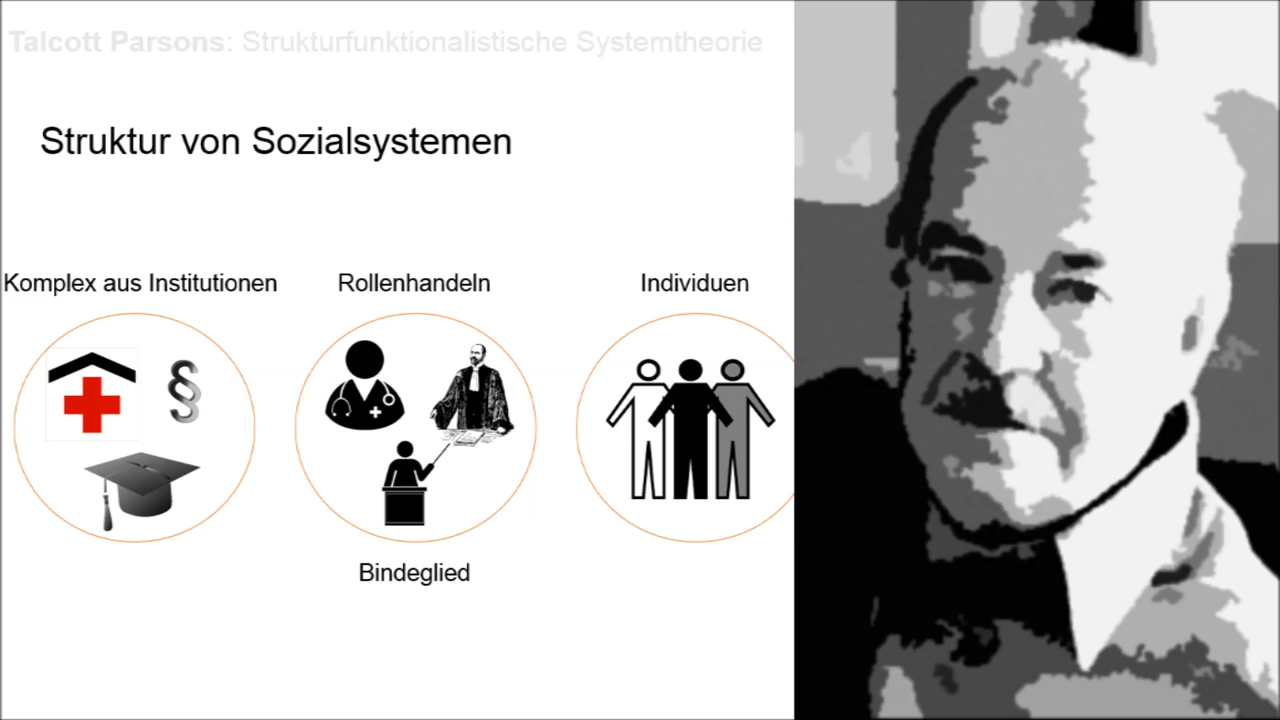 Talcott Parsons: Strukturfunktionalistische Systemtheorie
Struktur von Sozialsystemen
Komplex aus Institutionen
Rollenhandeln
Individuen
§
Bindeglied